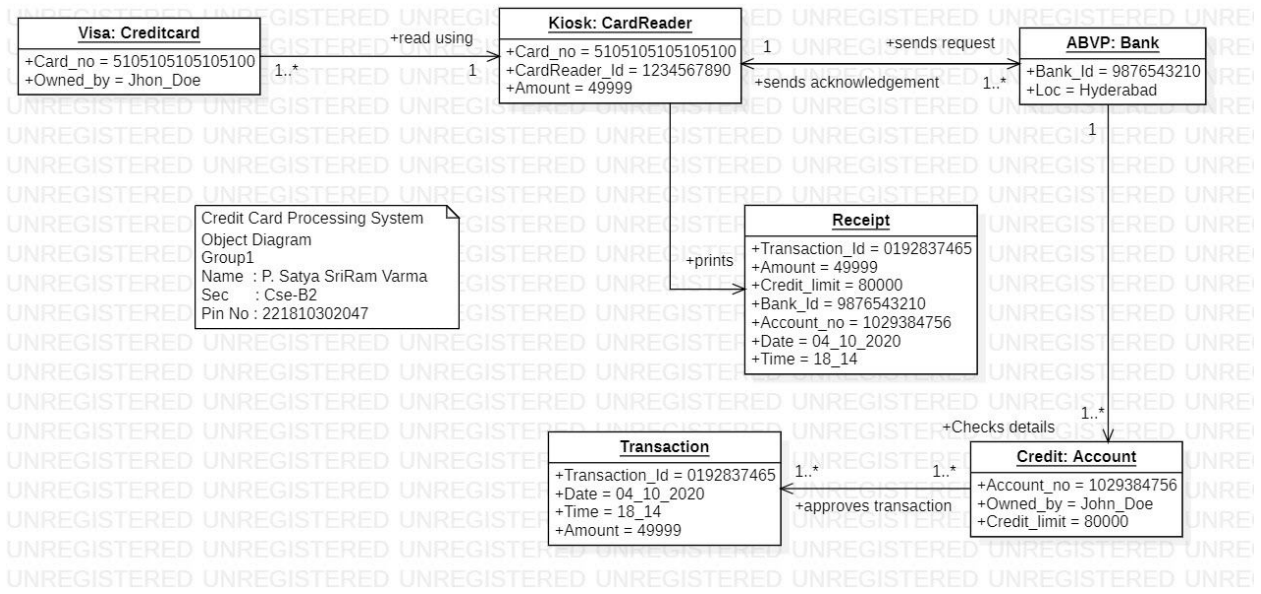 Visa: Creditcard
+Card_no = 5105105105105100
+Owned_by = Jhon_Doe
+read using
1..*
1
Kiosk: CardReader
+Card_no = 5105105105105100
+CardReader_Id = 1234567890
+Amount = 49999
1
+sends request
+sends acknowledgement
1..*
ABVP: Bank
+Bank_Id = 9876543210
+Loc = Hyderabad
1
Credit Card Processing System
Object Diagram
Group1
Name : P. Satya SriRam Varma
Sec : Cse-B2
Pin No : 221810302047
+prints
Receipt
+Transaction_Id = 0192837465
+Amount = 49999
+Credit_limit = 80000
+Bank_Id = 9876543210
+Account_no = 1029384756
+Date = 04_10_2020
+Time = 18_14
1..*
+Checks details
Transaction
+Transaction_Id = 0192837465
+Date = 04_10_2020
+Time = 18_14
+Amount = 49999
1..*
1..*
+approves transaction
Credit: Account
+Account_no = 1029384756
+Owned_by = John_Doe
+Credit_limit = 80000
UNREGISTERED